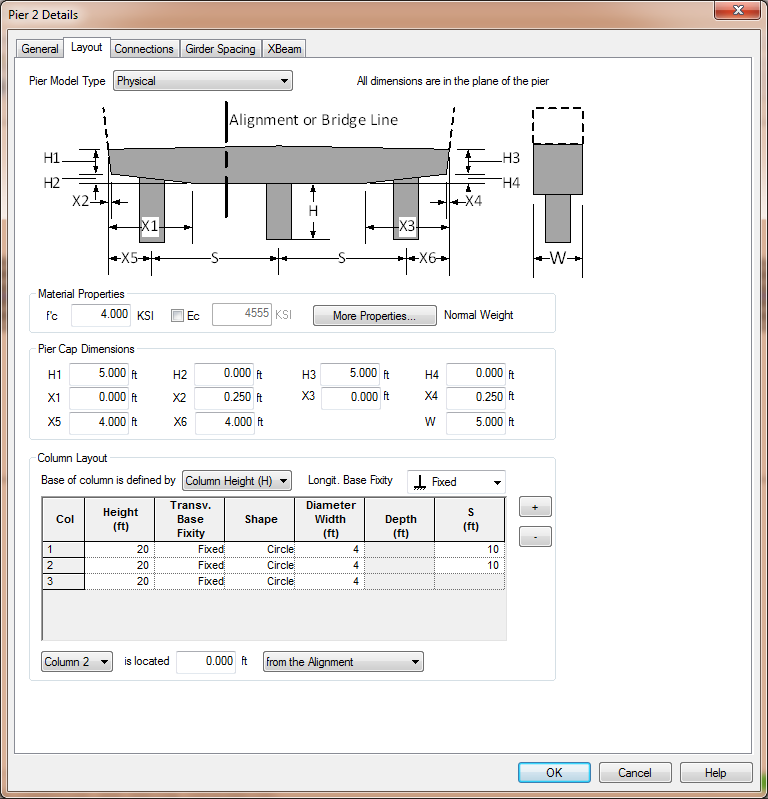 Pier 2 Details
General Layout Connections Girder Spacing XBeam
Pier Model Type Physical All dimensions are in the plane of the pier
Alignment or Bridge Line
H1 H3
H2 H4
X2 X4
H
X1 X3
X5 S S X6 W
Material Properties
f'c 4.000 KSI Ec 4555 KSI More Properties... Normal Weight
Pier Cap Dimensions
H1 5.000 ft H2 0.000 ft H3 5.000 ft H4 0.000 ft
X1 0.000 ft X2 0.250 ft X3 0.000 ft X4 0.250 ft
X5 4.000 ft X6 4.000 ft W 5.000 ft
Column Layout
Base of column is defined by Column Height (H) Longit. Base Fixity Fixed
Col Height (ft) Transv. Base Fixity Shape Diameter Width (ft) Depth (ft) S (ft)
1 20 Fixed Circle 4 10
2 20 Fixed Circle 4 10
3 20 Fixed Circle 4
+
-
Column 2 is located 0.000 ft from the Alignment
OK Cancel Help